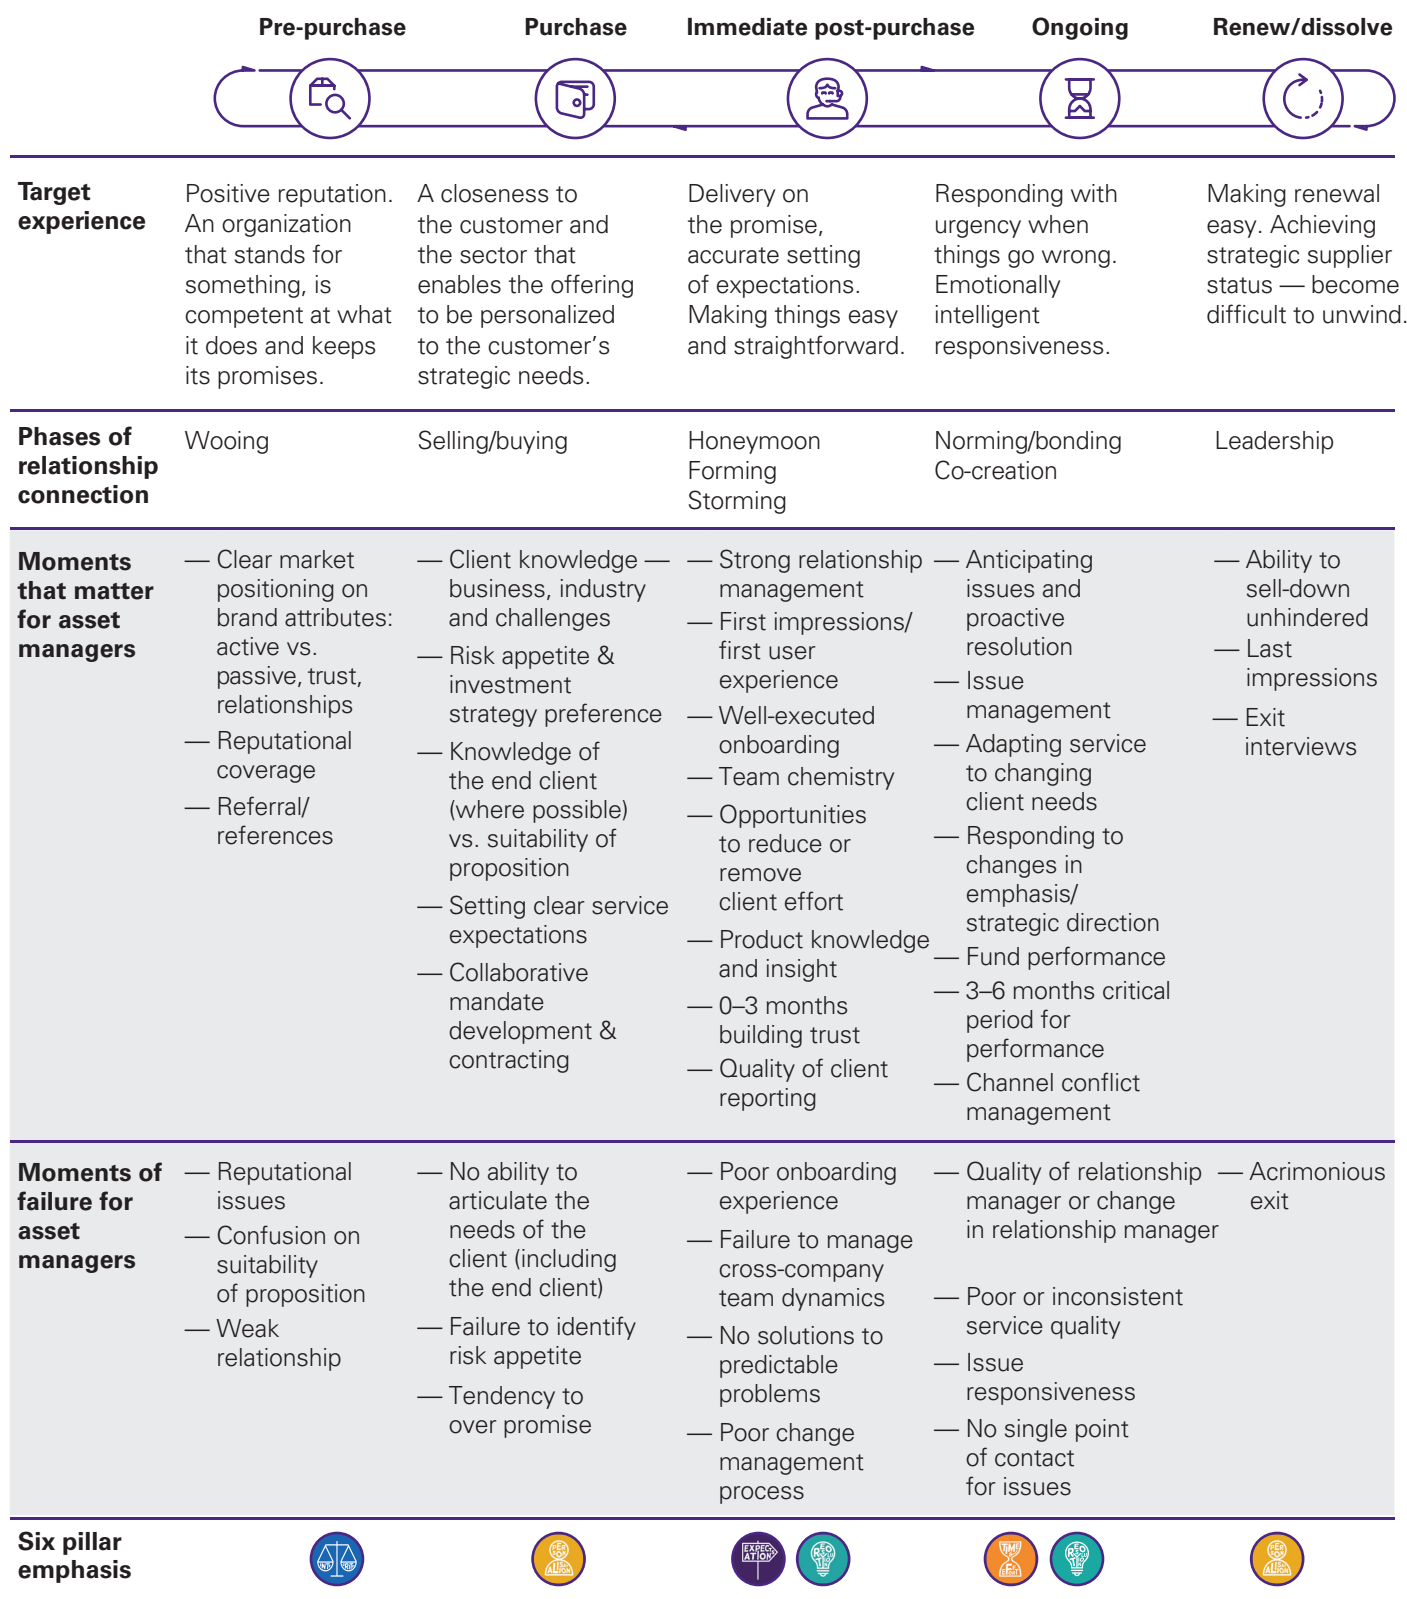 Pre-purchase
Purchase
Immediate post-purchase
Ongoing
Renew/dissolve
Target
experience
Positive reputation.
An organization
that stands for
something, is
competent at what
it does and keeps
its promises.
A closeness to
the customer and
the sector that
enables the offering
to be personalized
to the customer’s
strategic needs.
Delivery on
the promise,
accurate setting
of expectations.
Making things easy
and straightforward.
Responding with
urgency when
things go wrong.
Emotionally
intelligent
responsiveness.
Making renewal
easy. Achieving
strategic supplier
status — become
difficult to unwind.
Phases of
relationship
connection
Wooing
Selling/buying
Honeymoon
Forming
Storming
Norming/bonding
Co-creation
Leadership
Moments
that matter
for asset
managers
— Clear market
positioning on
brand attributes:
active vs.
passive, trust,
relationships
— Reputational
coverage
— Referral/
references
— Client knowledge —
business, industry
and challenges
— Risk appetite &
investment
strategy preference
— Knowledge of
the end client
(where possible)
vs. suitability of
proposition
— Setting clear service
expectations
— Collaborative
mandate
development &
contracting
— Strong relationship
management
— First impressions/
first user
experience
— Well-executed
onboarding
— Team chemistry
— Opportunities
to reduce or
remove
client effort
— Product knowledge
and insight
— 0–3 months
building trust
— Quality of client
reporting
— Anticipating
issues and
proactive
resolution
— Issue
management
— Adapting service
to changing
client needs
— Responding to
changes in
emphasis/
strategic direction
— Fund performance
— 3–6 months critical
period for
performance
— Channel conflict
management
— Ability to
sell-down
unhindered
— Last
impressions
— Exit
interviews
Moments of
failure for
asset
managers
— Reputational
issues
— Confusion on
suitability
of proposition
— Weak
relationship
— No ability to
articulate the
needs of the
client (including
the end client)
— Failure to identify
risk appetite
— Tendency to
over promise
— Poor onboarding
experience
— Failure to manage
cross-company
team dynamics
— No solutions to
predictable
problems
— Poor change
management
process
— Quality of relationship
manager or change
in relationship manager
— Poor or inconsistent
service quality
— Issue
responsiveness
— No single point
of contact
for issues
— Acrimonious
exit
Six pillar
emphasis
PER
SON
ALIS
ATION
EXPEC
ATION
TIME
PER
SON
ALIS
ATION